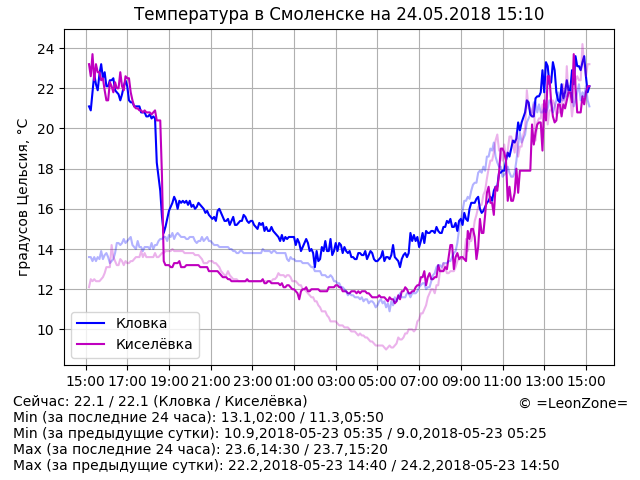 Температура в Смоленске на 24.05.2018 15:10
градусов Цельсия, °C
24
22
20
18
16
14
12
10
Кловка
Киселёвка
15:00 17:00 19:00 21:00 23:00 01:00 03:00 05:00 07:00 09:00 11:00 13:00 15:00
Сейчас: 22.1 / 22.1 (Кловка / Киселёвка)
© =LeonZone=
Min (за последние 24 часа): 13.1,02:00 / 11.3,05:50
Min (за предыдущие сутки): 10.9,2018-05-23 05:35 / 9.0,2018-05-23 05:25
Max (за последние 24 часа): 23.6,14:30 / 23.7,15:20
Max (за предыдущие сутки): 22.2,2018-05-23 14:40 / 24.2,2018-05-23 14:50